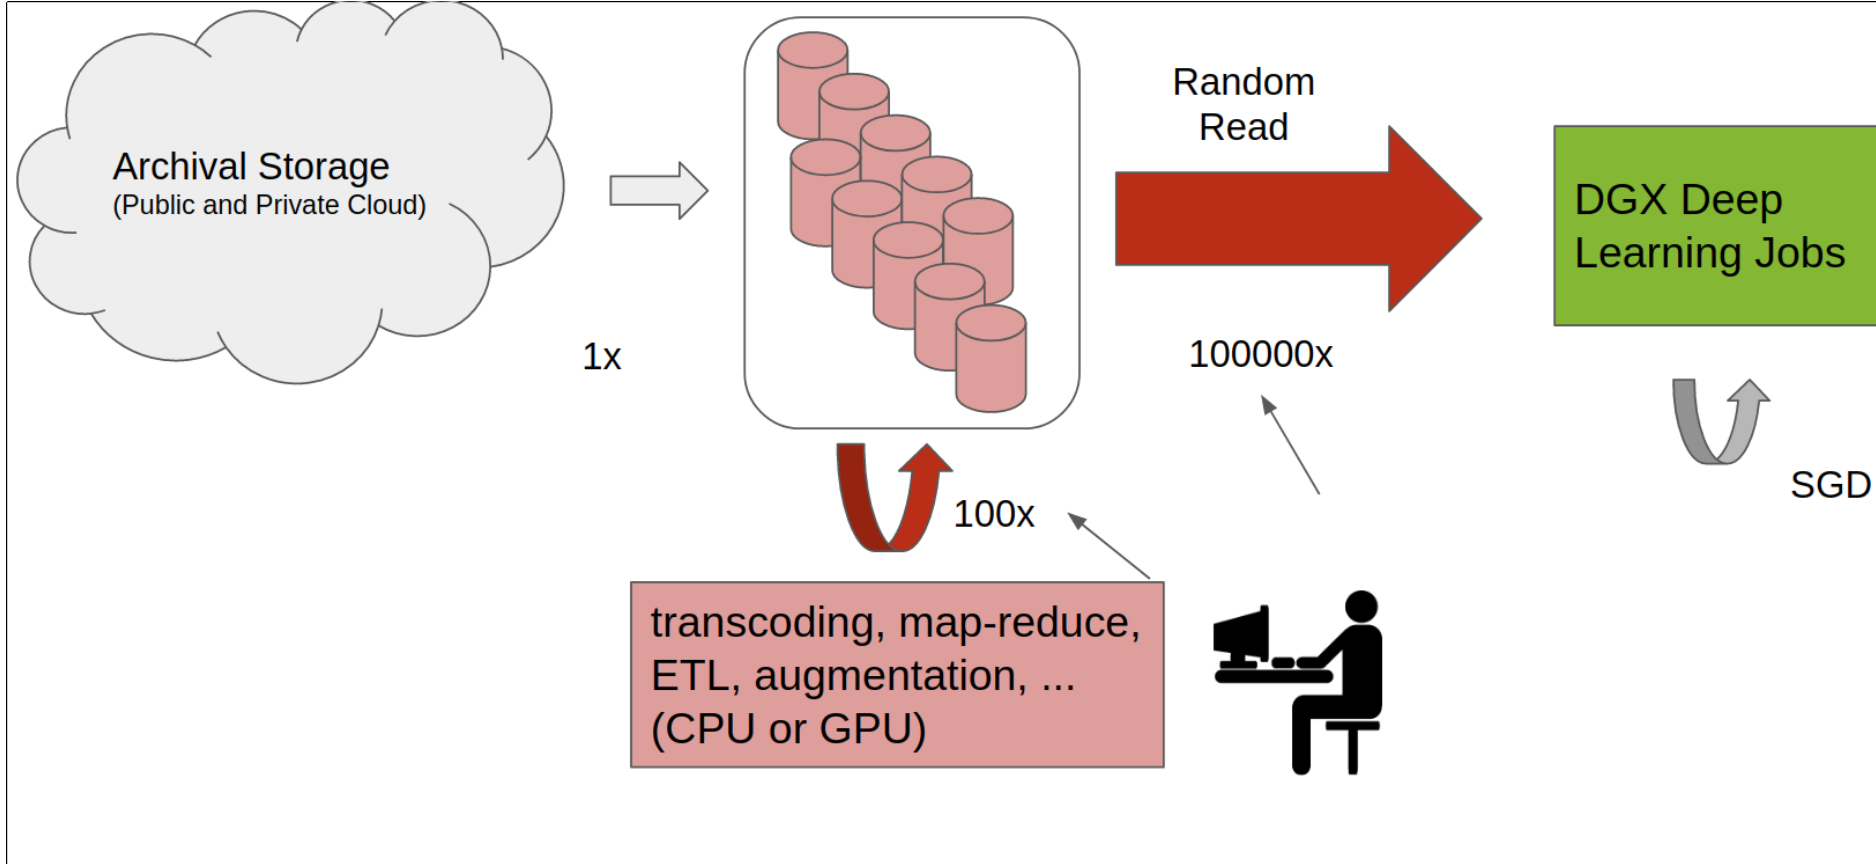 Archival Storage
(Public and Private Cloud)
1x
Random
Read
100000x
DGX Deep
Learning Jobs
SGD
100x
transcoding, map-reduce,
ETL, augmentation, ...
(CPU or GPU)